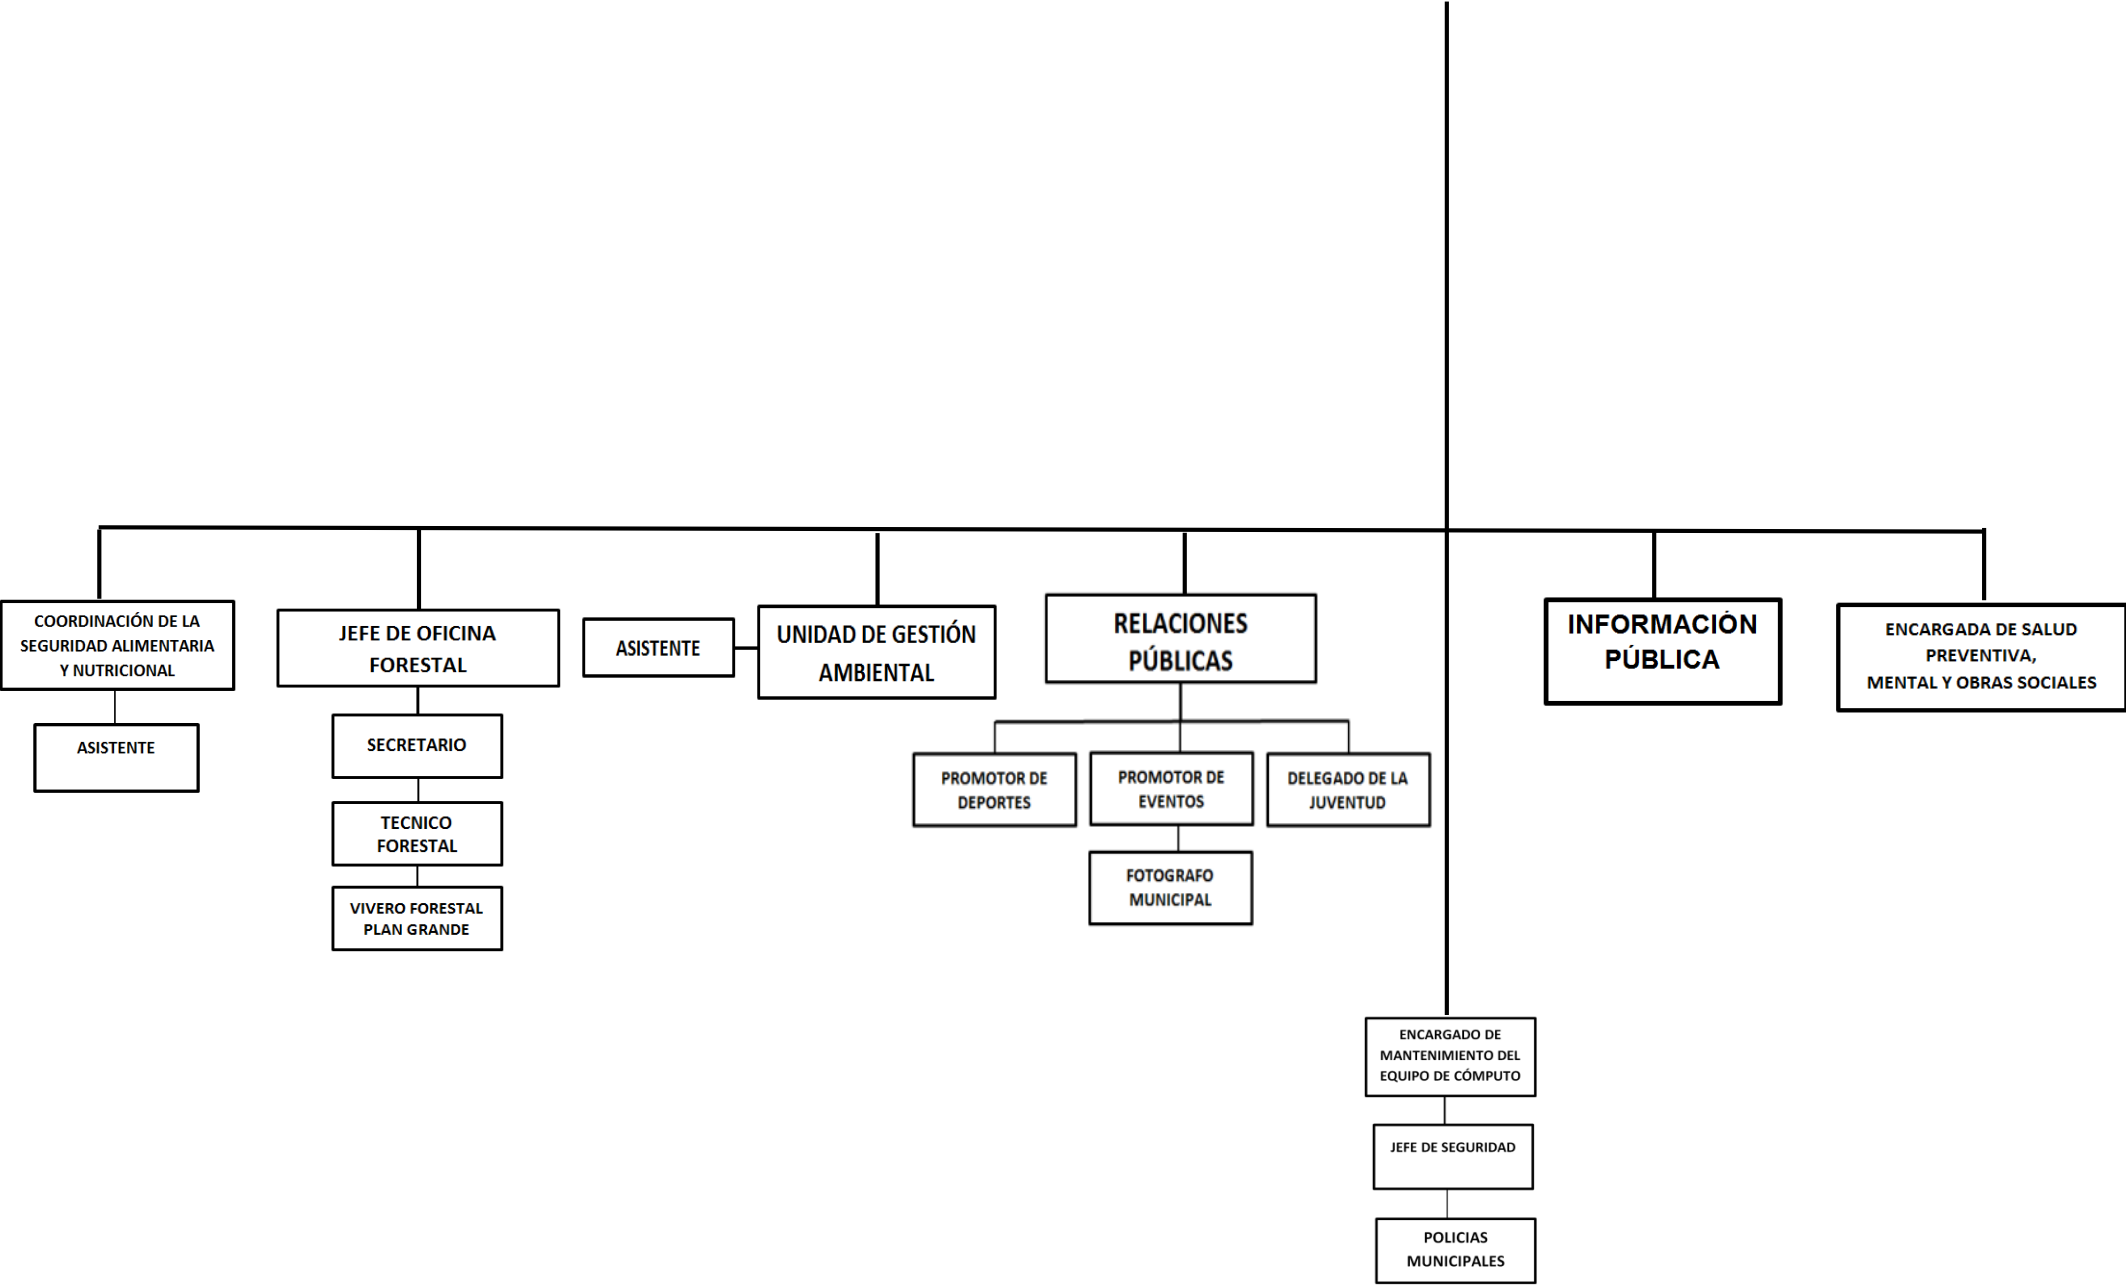 COORDINACIÓN DE LA
SEGURIDAD ALIMENTARIA
Y NUTRICIONAL
ASISTENTE
JEFE DE OFICINA
FORESTAL
SECRETARIO
TECNICO
FORESTAL
VIVERO FORESTAL
PLAN GRANDE
ASISTENTE
UNIDAD DE GESTIÓN
AMBIENTAL
RELACIONES
PÚBLICAS
PROMOTOR DE
DEPORTES
PROMOTOR DE
EVENTOS
DELEGADO DE LA
JUVENTUD
FOTOGRAFO
MUNICIPAL
INFORMACIÓN
PÚBLICA
ENCARGADA DE SALUD
PREVENTIVA,
MENTAL Y OBRAS SOCIALES
ENCARGADO DE
MANTENIMIENTO DEL
EQUIPO DE CÓMPUTO
JEFE DE SEGURIDAD
POLICIAS
MUNICIPALES